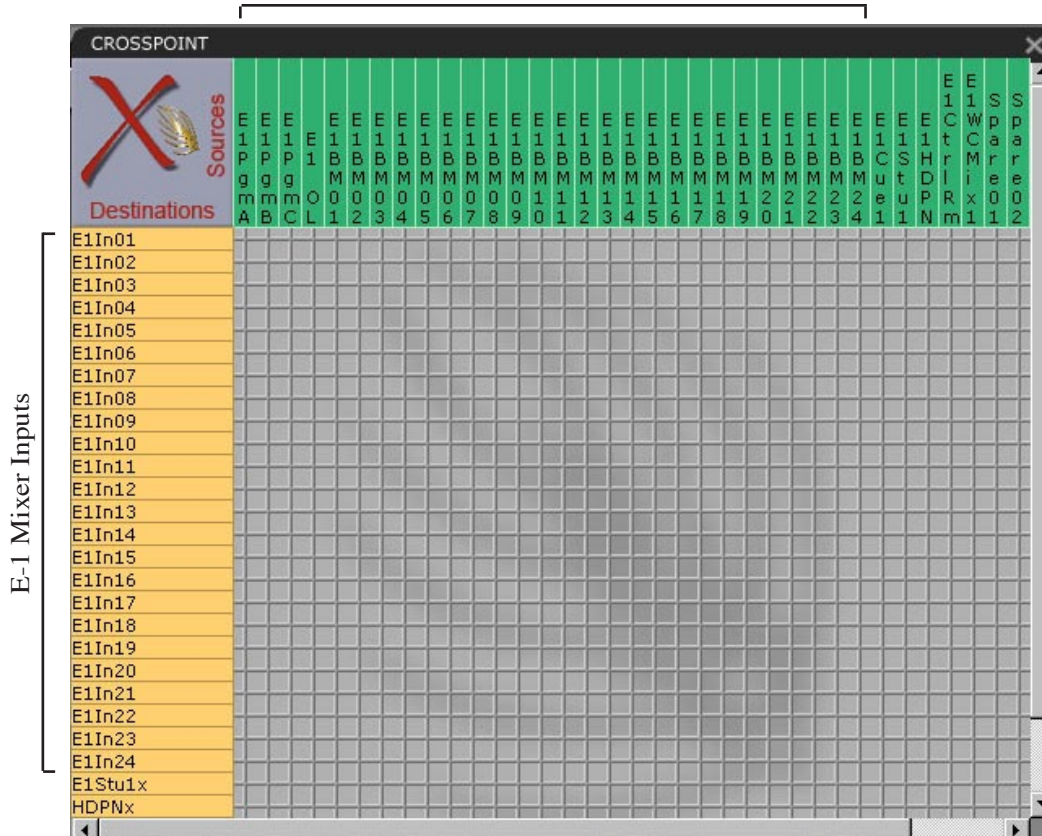 CROSSPOINT
Sources
Destinations
E1PgmA
E1PgmB
E1PgmC
E1 OL
E1BM01
E1BM02
E1BM03
E1BM04
E1BM05
E1BM06
E1BM07
E1BM08
E1BM09
E1BM10
E1BM11
E1BM12
E1BM13
E1BM14
E1BM15
E1BM16
E1BM17
E1BM18
E1BM19
E1BM20
E1BM21
E1BM22
E1BM23
E1BM24
E1Cue1
E1Stu1
E1HDPN
E1CtrlRm
E1WCMix1
Spare01
Spare02
E-1 Mixer Inputs
E1In01
E1In02
E1In03
E1In04
E1In05
E1In06
E1In07
E1In08
E1In09
E1In10
E1In11
E1In12
E1In13
E1In14
E1In15
E1In16
E1In17
E1In18
E1In19
E1In20
E1In21
E1In22
E1In23
E1In24
E1Stu1x
HDPNx